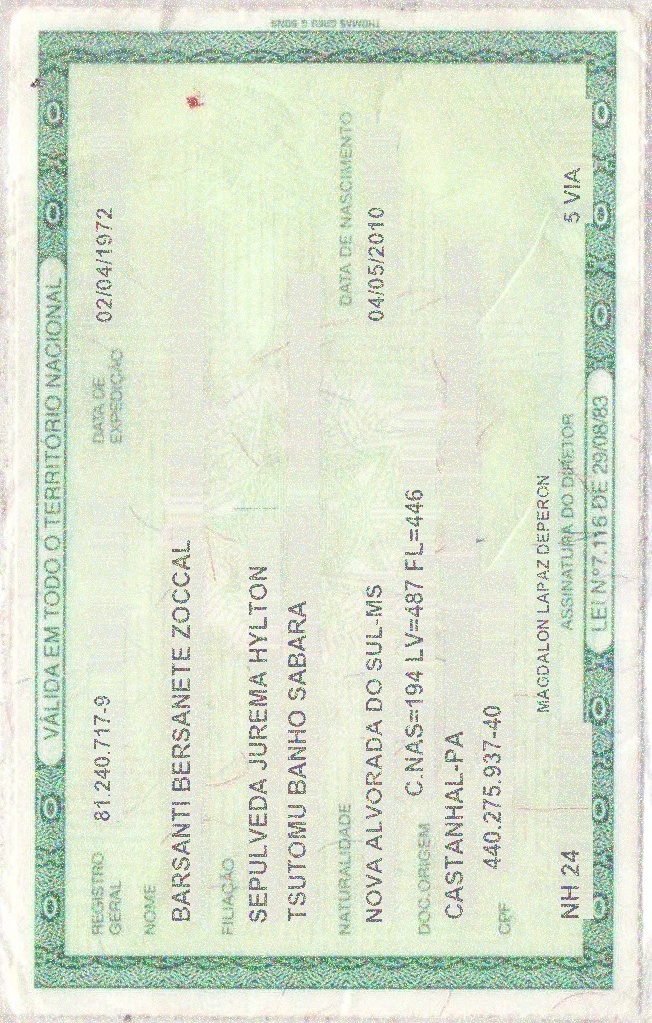 VÁLIDA EM TODO O TERRITÓRIO NACIONAL
REGISTRO GERAL 81.240.717-9 DATA DE EXPEDIÇÃO 02/04/1972
NOME
BARSANTI BERSANETE ZOCCAL
FILIAÇÃO
SEPULVEDA JUREMA HYLTON
TSUTOMU BANHO SABARA
NATURALIDADE DATA DE NASCIMENTO
NOVA ALVORADA DO SUL-MS 04/05/2010
DOC.ORIGEM C.NAS=194 LV=487 FL=446
CASTANHAL-PA
CPF 440.275.937-40
MAGDALON LAPAZ DEPERON
NH 24 ASSINATURA DO DIRETOR 5 VIA
LEI Nº 7.116 DE 29/08/83
THOMAS GREG & SONS